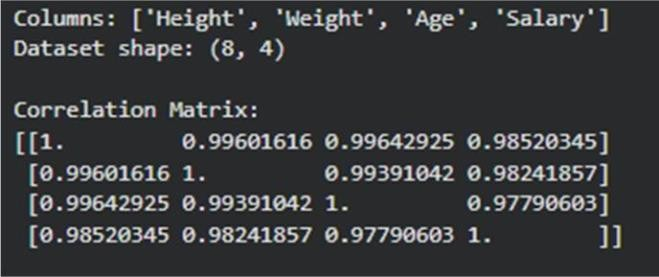 Columns: ['Height', 'Weight', 'Age', 'Salary']
Dataset shape: (8, 4)
Correlation Matrix:
[[1.         0.99601616 0.99642925 0.98520345]
 [0.99601616 1.         0.99391042 0.98241857]
 [0.99642925 0.99391042 1.         0.97790603]
 [0.98520345 0.98241857 0.97790603 1.        ]]